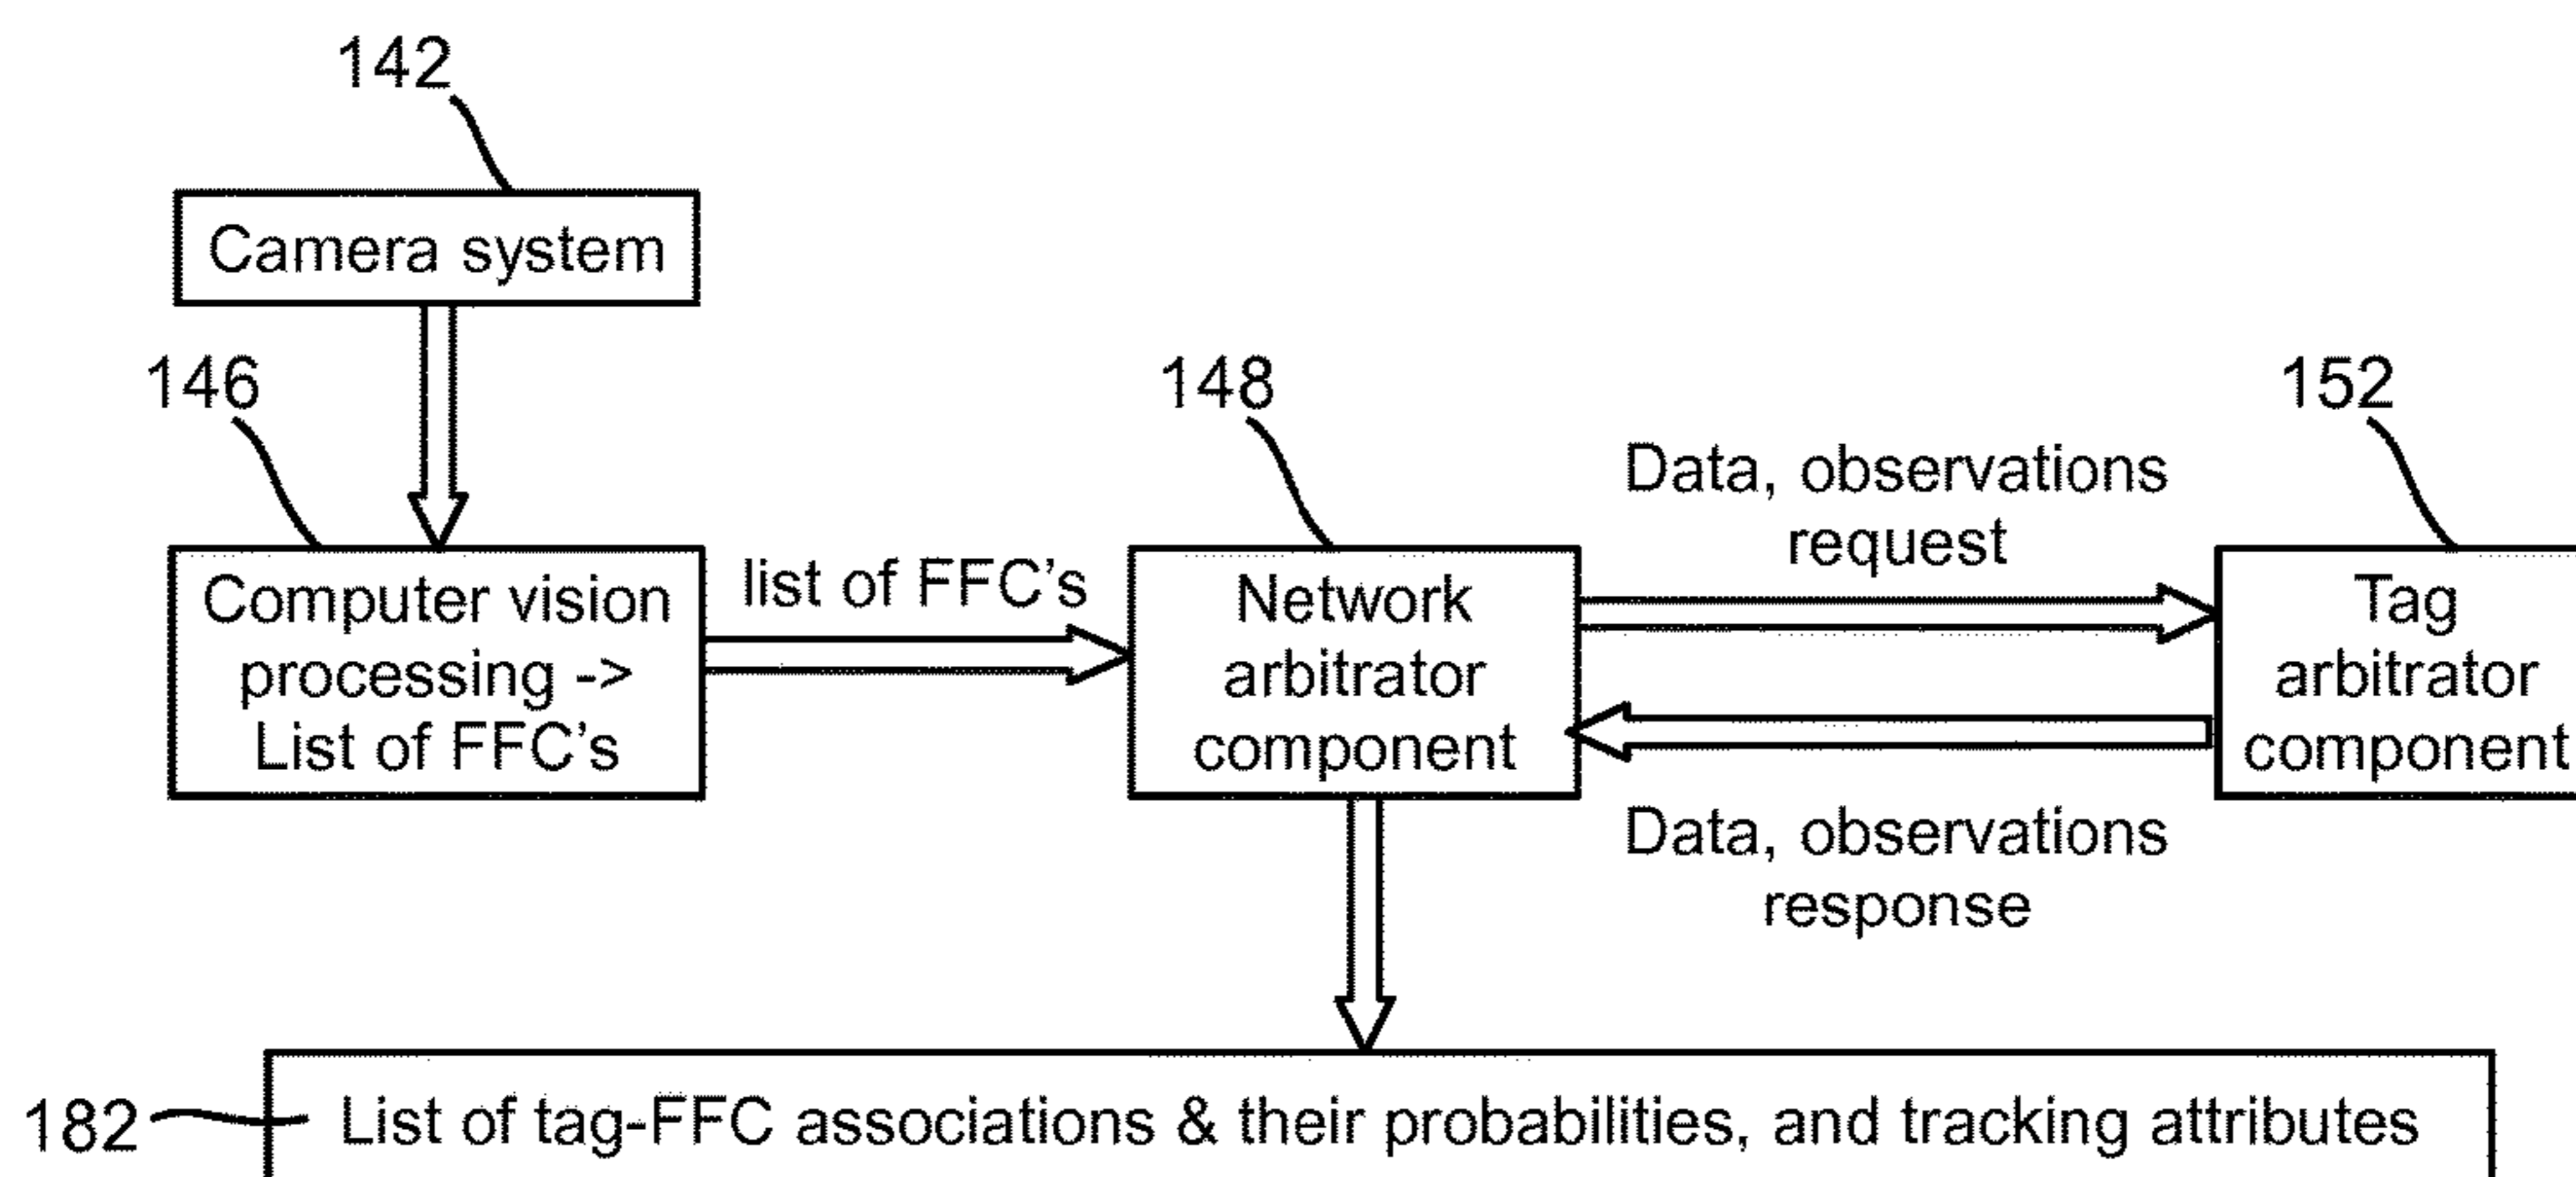 142
Camera system
146
148
152
Computer vision
processing ->
List of FFC's
list of FFC's
Network
arbitrator
component
Data, observations
request
Tag
arbitrator
component
Data, observations
response
182
List of tag-FFC associations & their probabilities, and tracking attributes